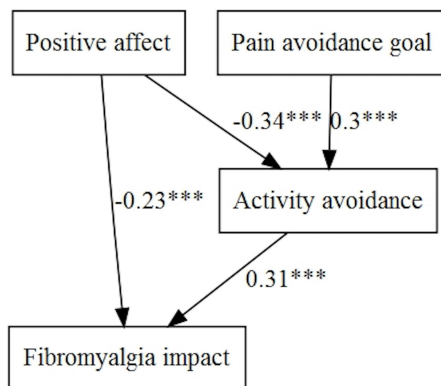 Positive affect
Pain avoidance goal
-0.34***
0.3***
-0.23***
Activity avoidance
0.31***
Fibromyalgia impact